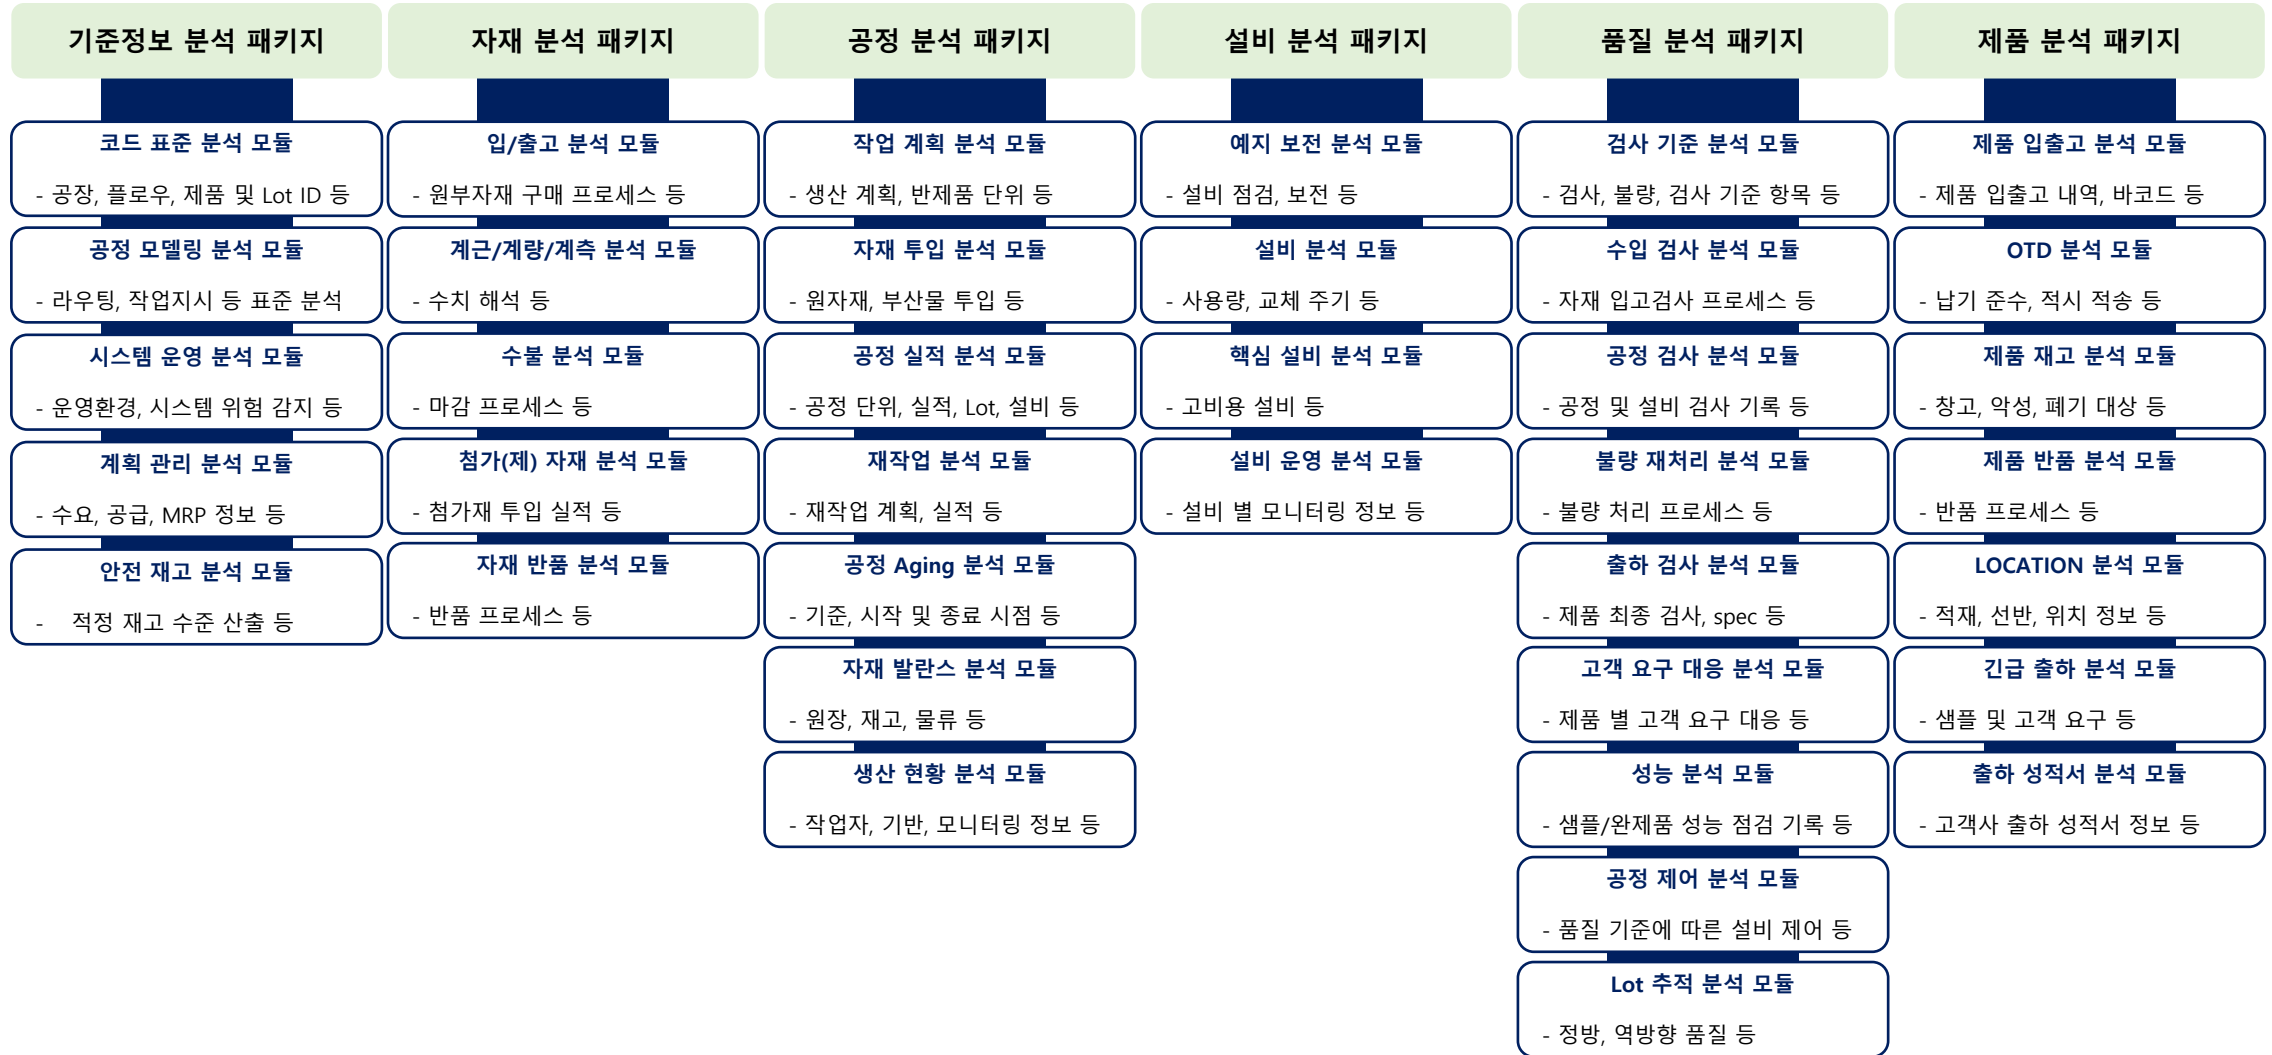 기준정보 분석 패키지
코드 표준 분석 모듈
- 공장, 플로우, 제품 및 Lot ID 등
공정 모델링 분석 모듈
- 라우팅, 작업지시 등 표준 분석
시스템 운영 분석 모듈
- 운영환경, 시스템 위험 감지 등
계획 관리 분석 모듈
- 수요, 공급, MRP 정보 등
안전 재고 분석 모듈
- 적정 재고 수준 산출 등
자재 분석 패키지
입/출고 분석 모듈
- 원부자재 구매 프로세스 등
계근/계량/계측 분석 모듈
- 수치 해석 등
수불 분석 모듈
- 마감 프로세스 등
첨가(제) 자재 분석 모듈
- 첨가재 투입 실적 등
자재 반품 분석 모듈
- 반품 프로세스 등
공정 분석 패키지
작업 계획 분석 모듈
- 생산 계획, 반제품 단위 등
자재 투입 분석 모듈
- 원자재, 부산물 투입 등
공정 실적 분석 모듈
- 공정 단위, 실적, Lot, 설비 등
재작업 분석 모듈
- 재작업 계획, 실적 등
공정 Aging 분석 모듈
- 기준, 시작 및 종료 시점 등
자재 발란스 분석 모듈
- 원장, 재고, 물류 등
생산 현황 분석 모듈
- 작업자, 기반, 모니터링 정보 등
설비 분석 패키지
예지 보전 분석 모듈
- 설비 점검, 보전 등
설비 분석 모듈
- 사용량, 교체 주기 등
핵심 설비 분석 모듈
- 고비용 설비 등
설비 운영 분석 모듈
- 설비 별 모니터링 정보 등
품질 분석 패키지
검사 기준 분석 모듈
- 검사, 불량, 검사 기준 항목 등
수입 검사 분석 모듈
- 자재 입고검사 프로세스 등
공정 검사 분석 모듈
- 공정 및 설비 검사 기록 등
불량 재처리 분석 모듈
- 불량 처리 프로세스 등
출하 검사 분석 모듈
- 제품 최종 검사, spec 등
고객 요구 대응 분석 모듈
- 제품 별 고객 요구 대응 등
성능 분석 모듈
- 샘플/완제품 성능 점검 기록 등
공정 제어 분석 모듈
- 품질 기준에 따른 설비 제어 등
Lot 추적 분석 모듈
- 정방, 역방향 품질 등
제품 분석 패키지
제품 입출고 분석 모듈
- 제품 입출고 내역, 바코드 등
OTD 분석 모듈
- 납기 준수, 적시 적송 등
제품 재고 분석 모듈
- 창고, 악성, 폐기 대상 등
제품 반품 분석 모듈
- 반품 프로세스 등
LOCATION 분석 모듈
- 적재, 선반, 위치 정보 등
긴급 출하 분석 모듈
- 샘플 및 고객 요구 등
출하 성적서 분석 모듈
- 고객사 출하 성적서 정보 등